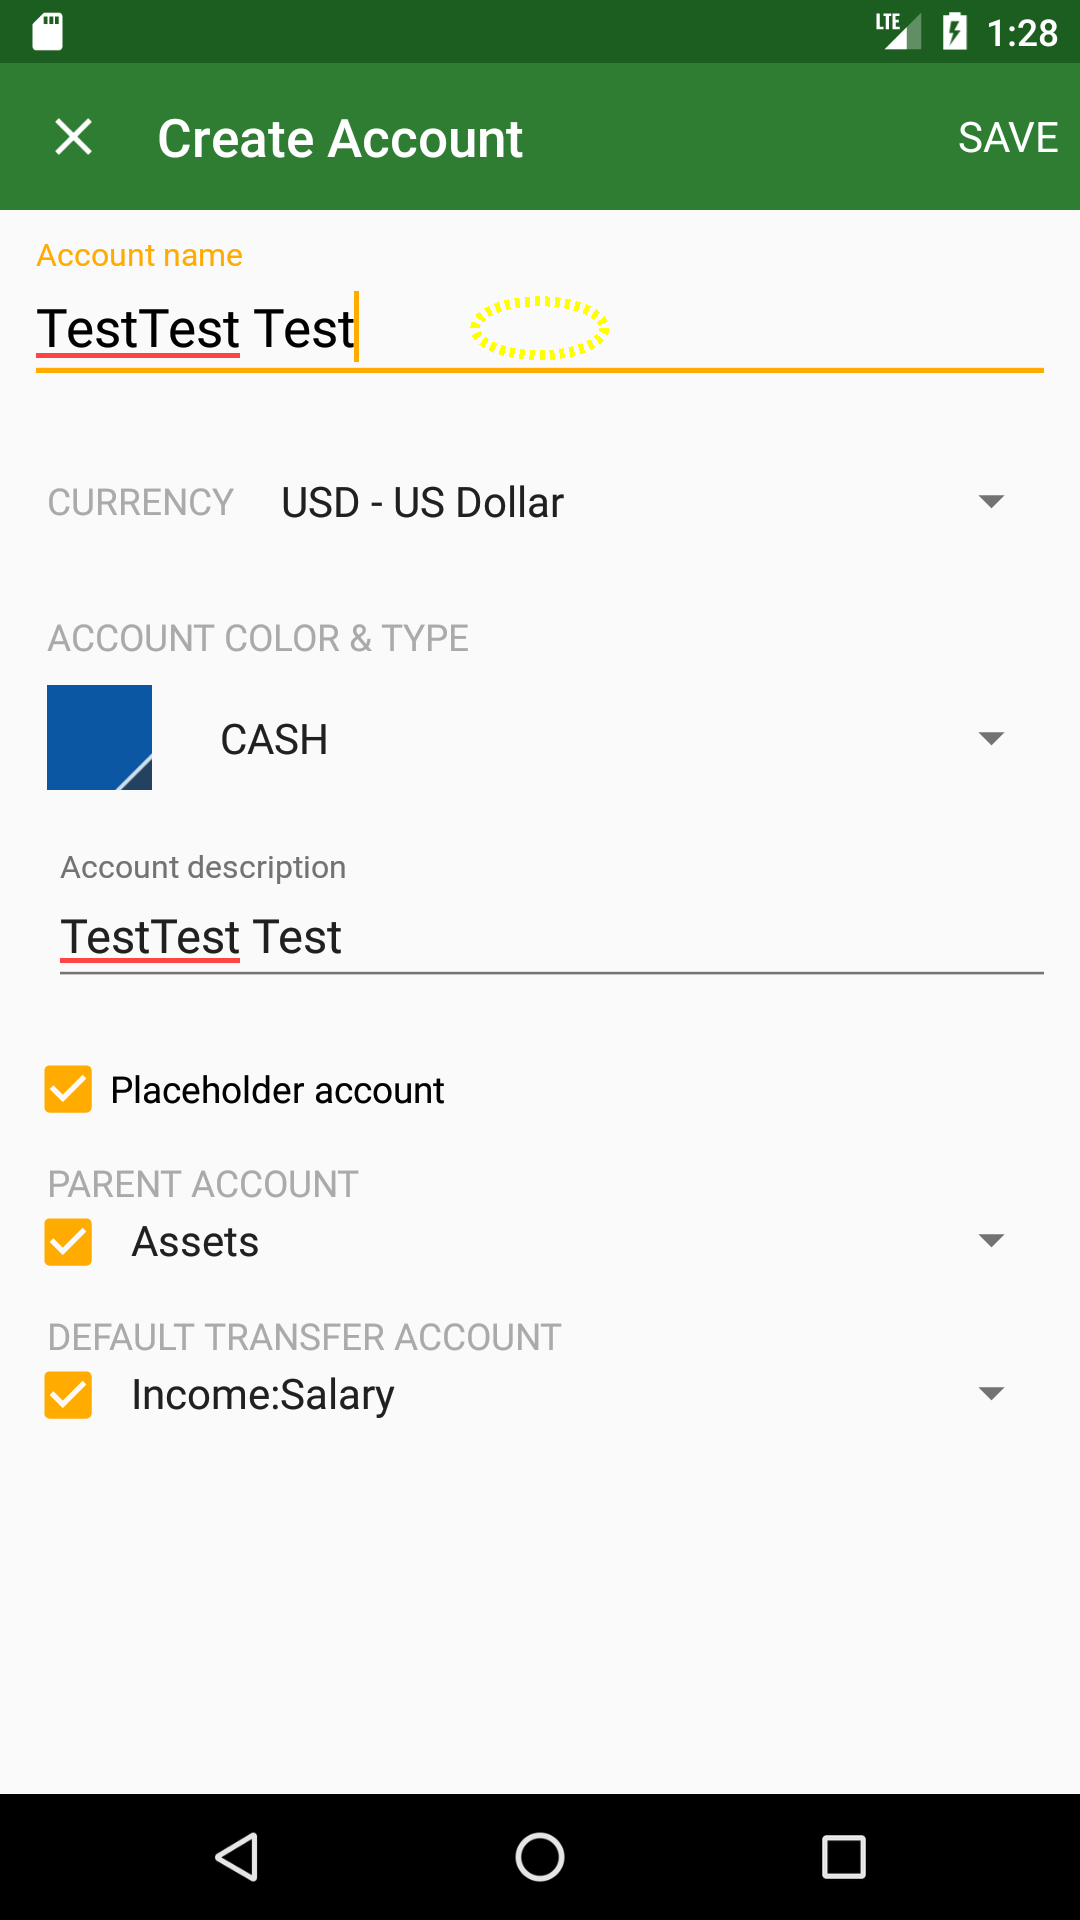 LTE 1:28
Create Account SAVE
Account name
TestTest Test
CURRENCY USD - US Dollar
ACCOUNT COLOR & TYPE
CASH
Account description
TestTest Test
Placeholder account
PARENT ACCOUNT
Assets
DEFAULT TRANSFER ACCOUNT
Income:Salary